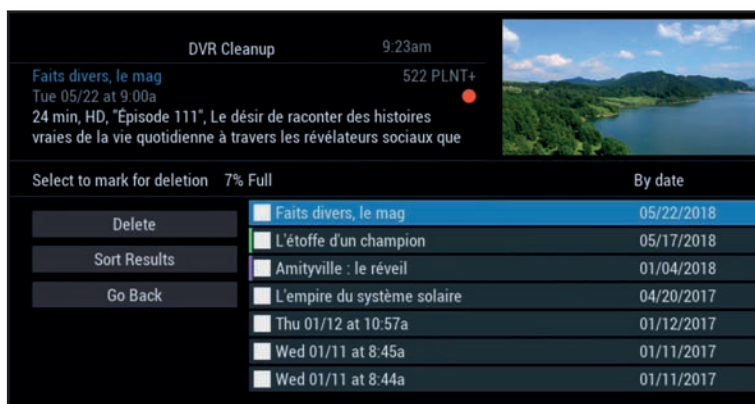 DVR Cleanup 9:23am
Faits divers, le mag 522 PLNT+
Tue 05/22 at 9:00a
24 min, HD, "Épisode 111", Le désir de raconter des histoires
vraies de la vie quotidienne à travers les révélateurs sociaux que
Select to mark for deletion 7% Full By date
Delete
Sort Results
Go Back
Faits divers, le mag 05/22/2018
L'étoffe d'un champion 05/17/2018
Amityville : le réveil 01/04/2018
L'empire du système solaire 04/20/2017
Thu 01/12 at 10:57a 01/12/2017
Wed 01/11 at 8:45a 01/11/2017
Wed 01/11 at 8:44a 01/11/2017